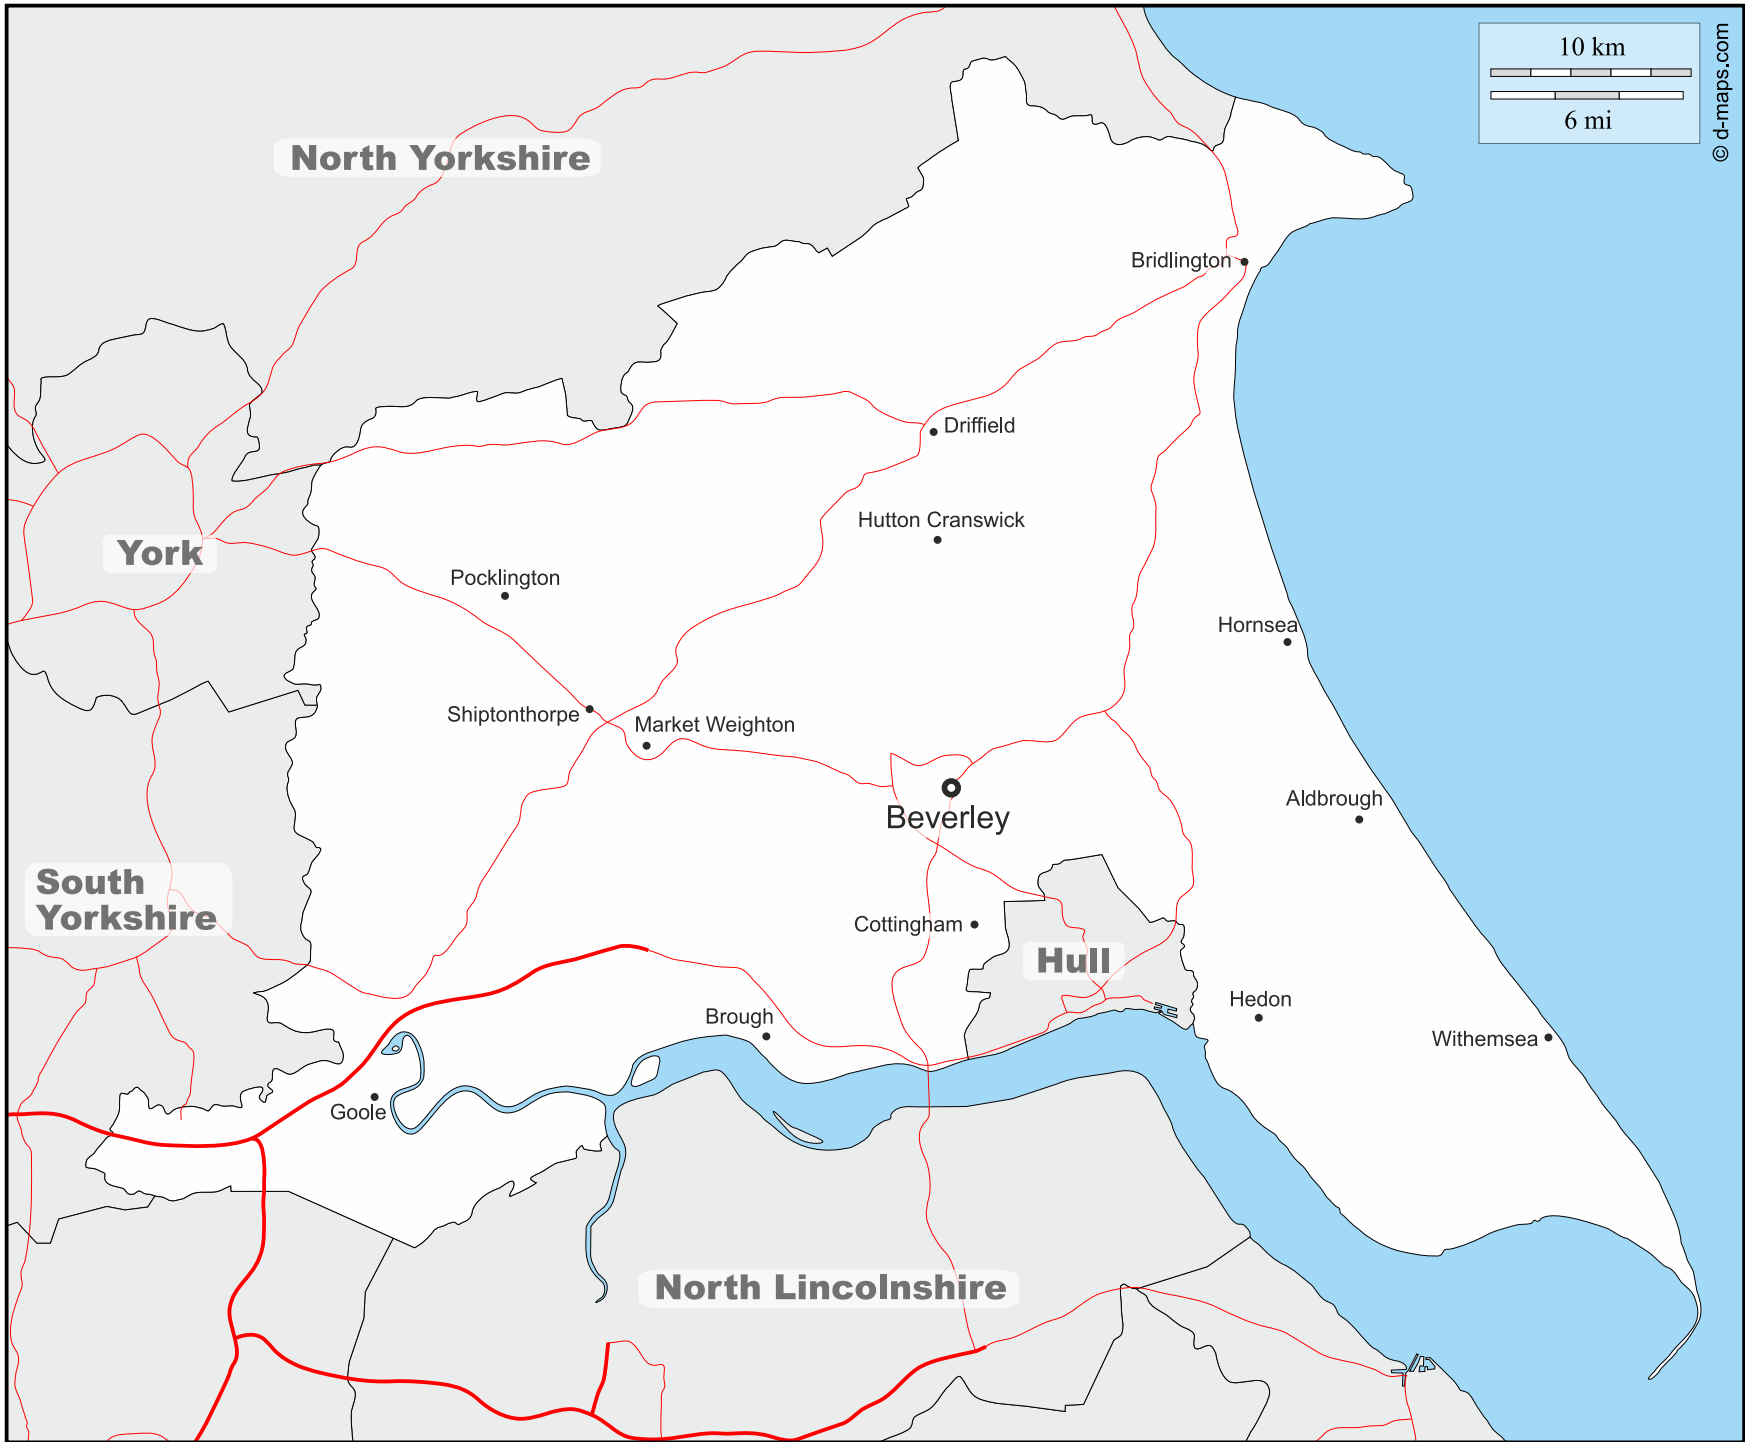 10 km
6 mi
© d-maps.com
North Yorkshire
Bridlington
Driffield
Hutton Cranswick
York
Pocklington
Hornsea
Shiptonthorpe
Market Weighton
Aldbrough
Beverley
South
Yorkshire
Cottingham
Hull
Hedon
Brough
Withemsea
Goole
North Lincolnshire